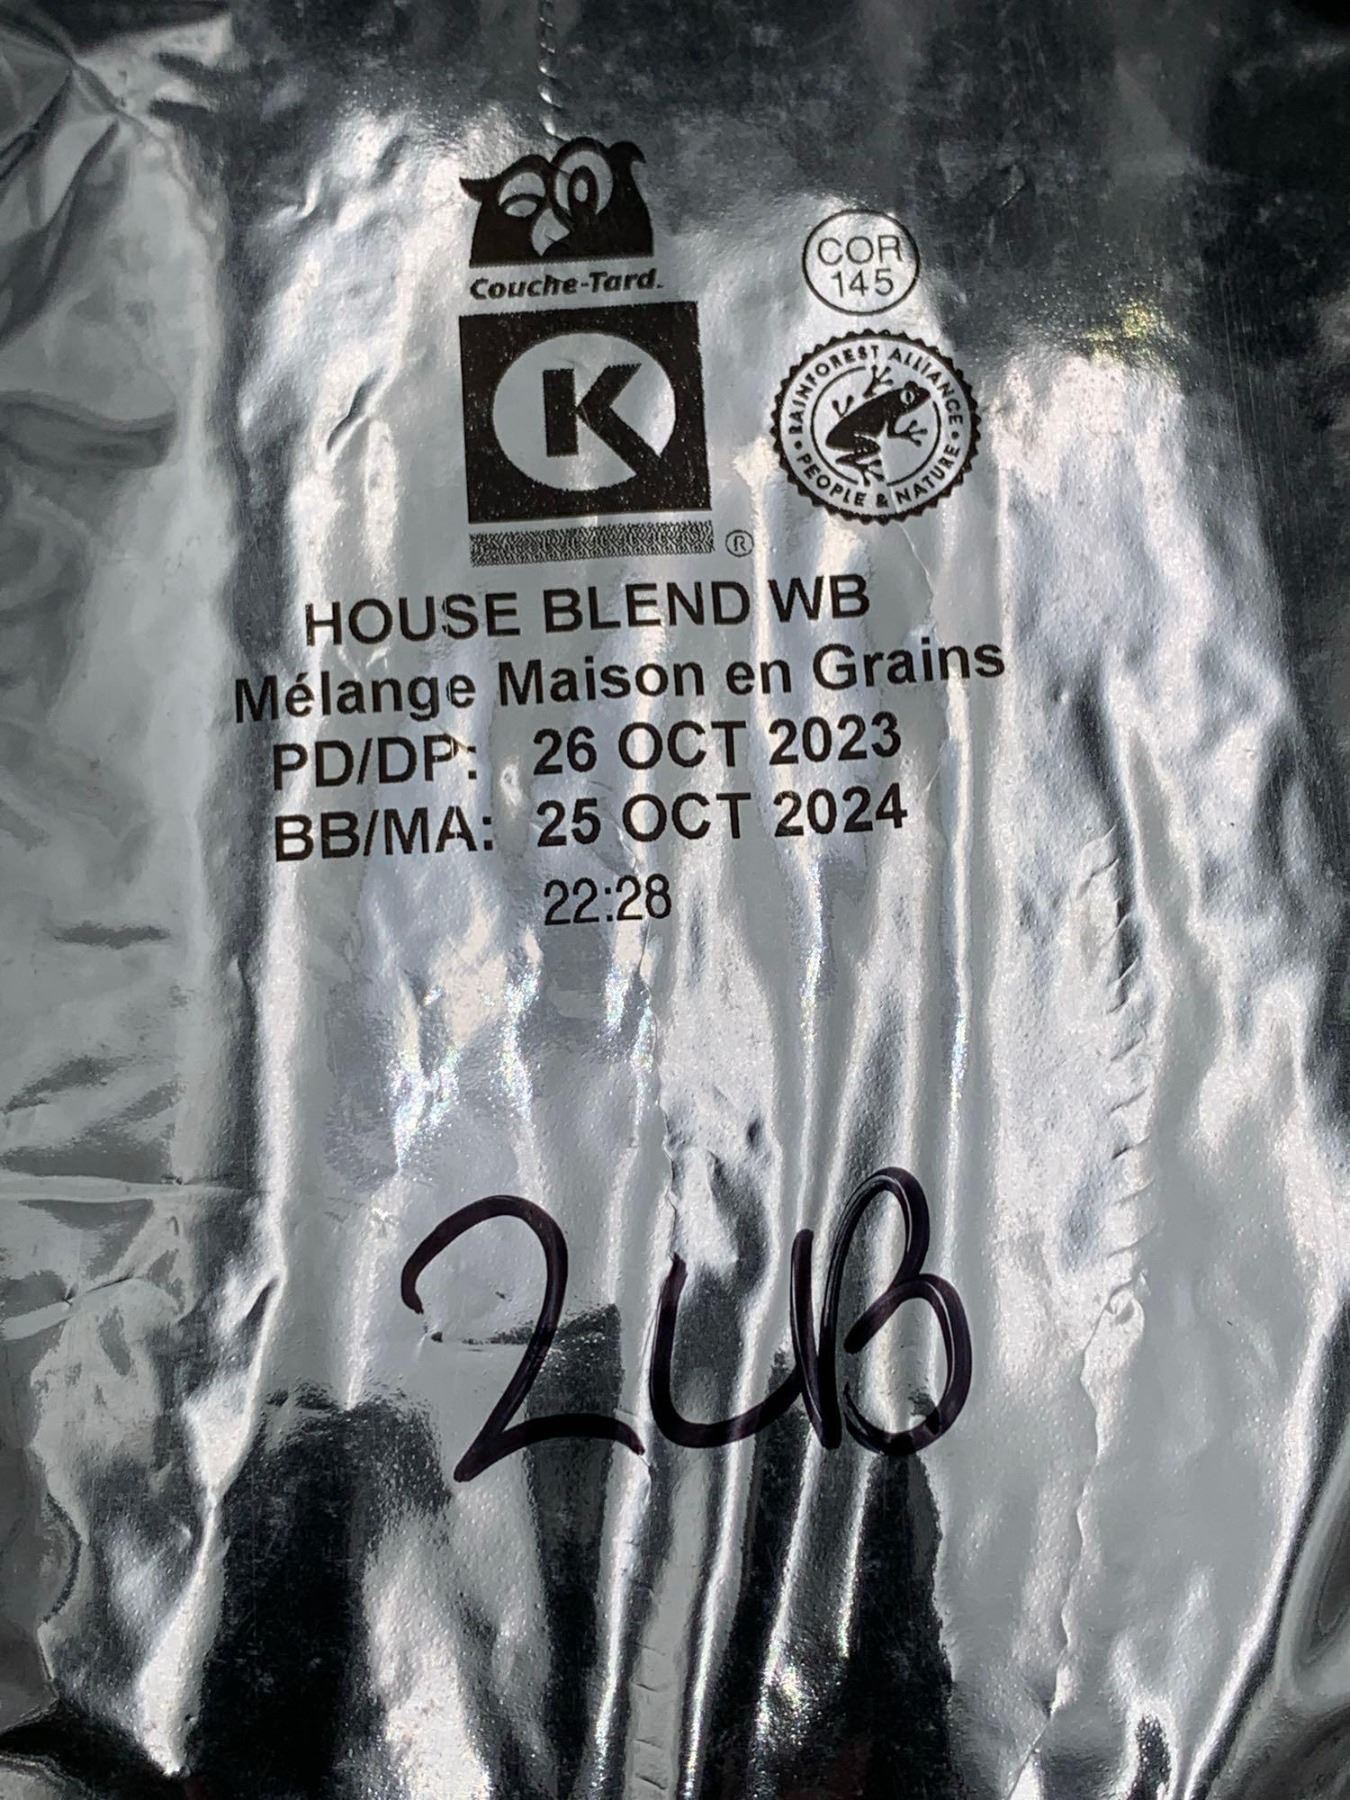 Couche-Tard.
COR
145
K
RAINFOREST ALLIANCE
PEOPLE & NATURE
®
HOUSE BLEND WB
Mélange Maison en Grains
PD/DP: 26 OCT 2023
BB/MA: 25 OCT 2024
22:28
2UB